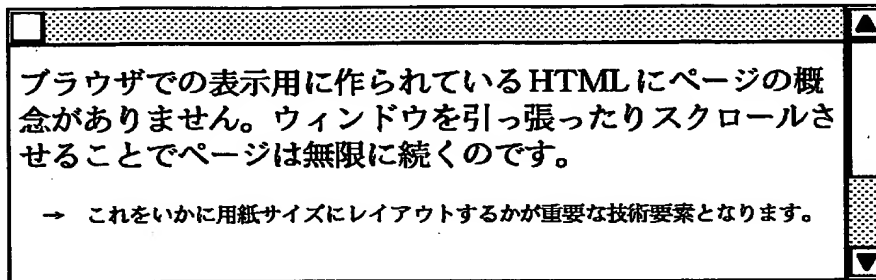 ブラウザでの表示用に作られているHTMLにページの概
念がありません。ウィンドウを引っ張ったりスクロールさ
せることでページは無限に続くのです。
→ これをいかに用紙サイズにレイアウトするかが重要な技術要素となります。